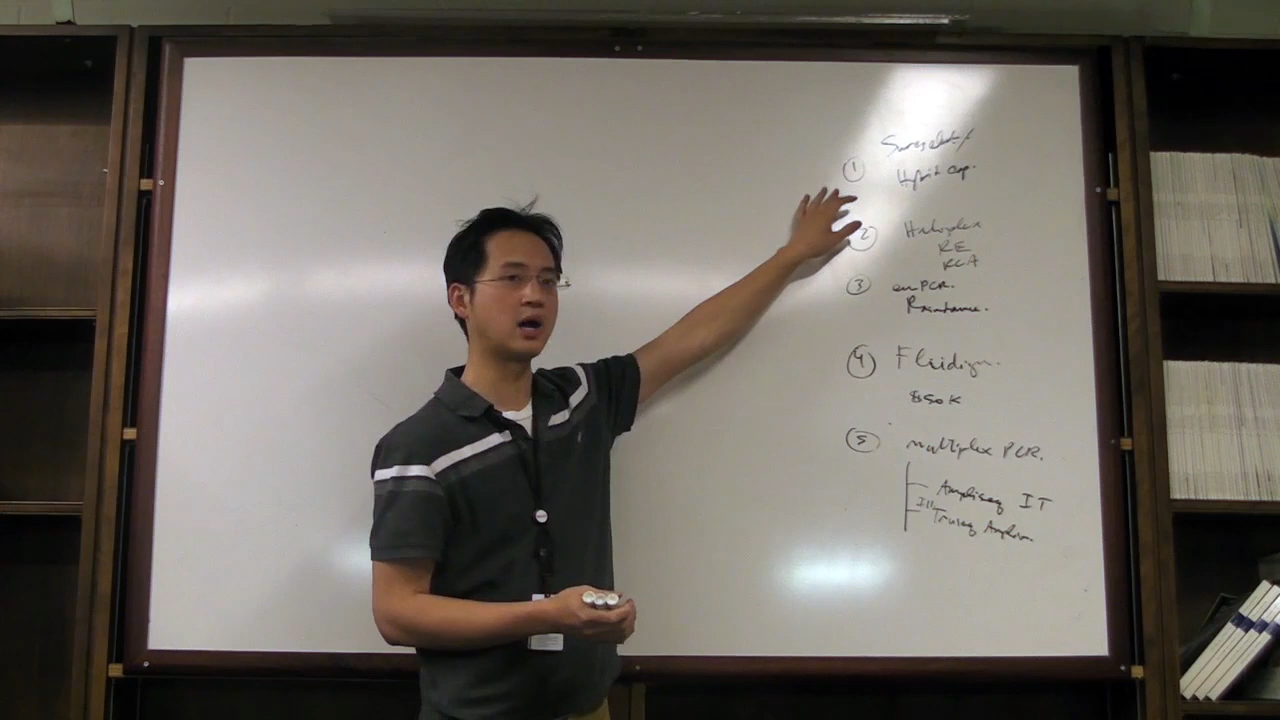 ① Sureselect/
Hybrid Cap.
② Haloplex
RE
RCA
③ emPCR.
Raindance.
④ Fluidigm.
$50K
⑤ multiplex PCR.
Ampliseq IT
Ill Truseq Amplicon.